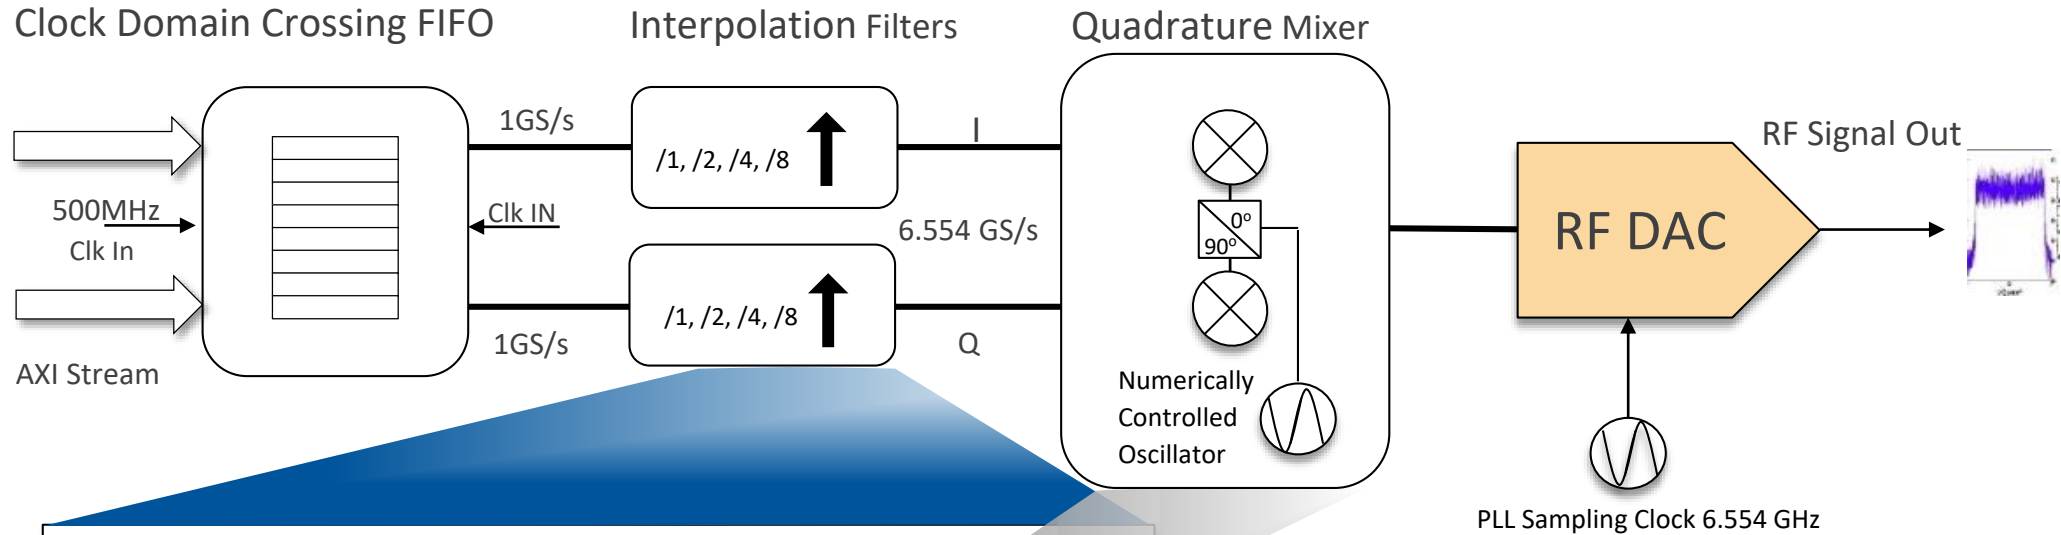 Clock Domain Crossing FIFO
Interpolation Filters
Quadrature Mixer
1GS/s
/1, /2, /4, /8
I
RF Signal Out
500MHz
Clk In
Clk IN
6.554 GS/s
0º
90º
RF DAC
1GS/s
/1, /2, /4, /8
Q
AXI Stream
Numerically
Controlled
Oscillator
PLL Sampling Clock 6.554 GHz